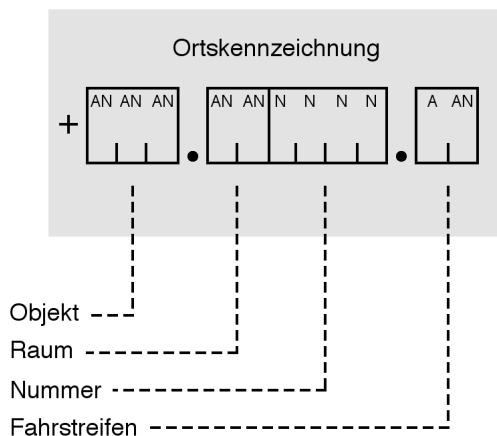 Ortskennzeichnung
AN AN AN AN AN N N N N A AN
+ . .
Objekt
Raum
Nummer
Fahrstreifen